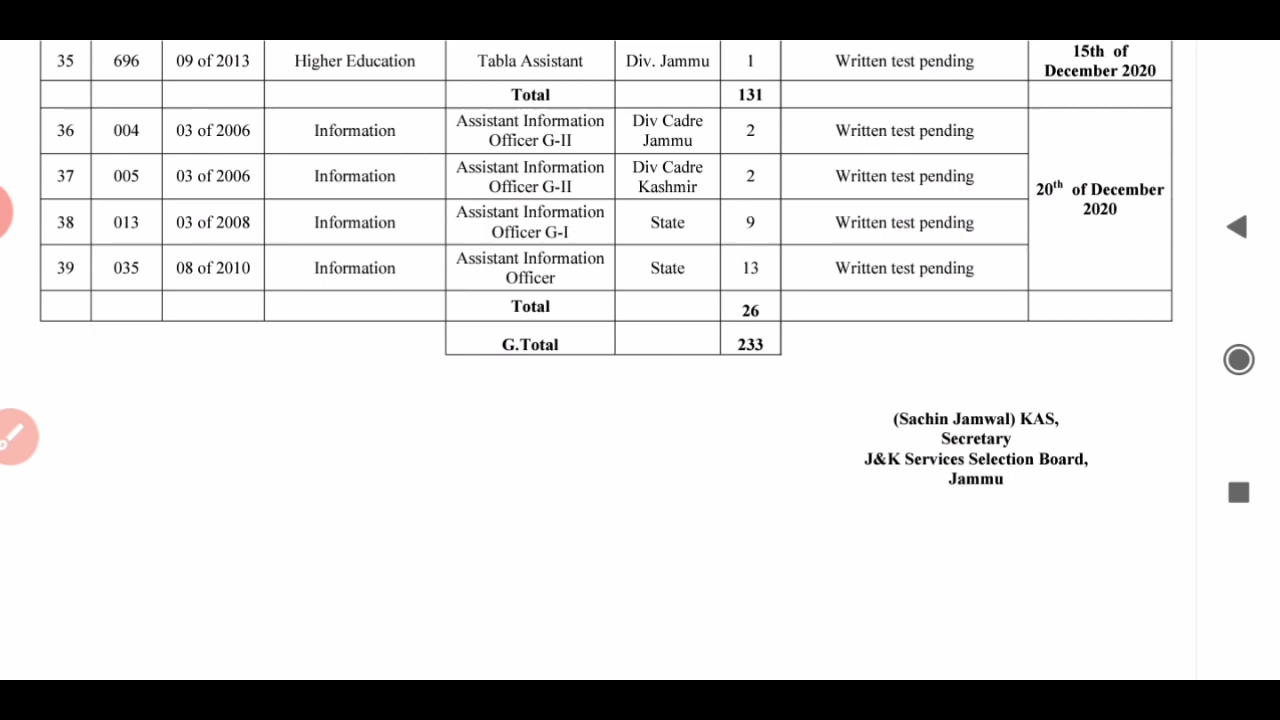 35 696 09 of 2013 Higher Education Tabla Assistant Div. Jammu 1 Written test pending 15th of December 2020
Total 131
36 004 03 of 2006 Information Assistant Information Officer G-II Div Cadre Jammu 2 Written test pending
37 005 03 of 2006 Information Assistant Information Officer G-II Div Cadre Kashmir 2 Written test pending
20th of December 2020
38 013 03 of 2008 Information Assistant Information Officer G-I State 9 Written test pending
39 035 08 of 2010 Information Assistant Information Officer State 13 Written test pending
Total 26
G.Total 233
(Sachin Jamwal) KAS,
Secretary
J&K Services Selection Board,
Jammu